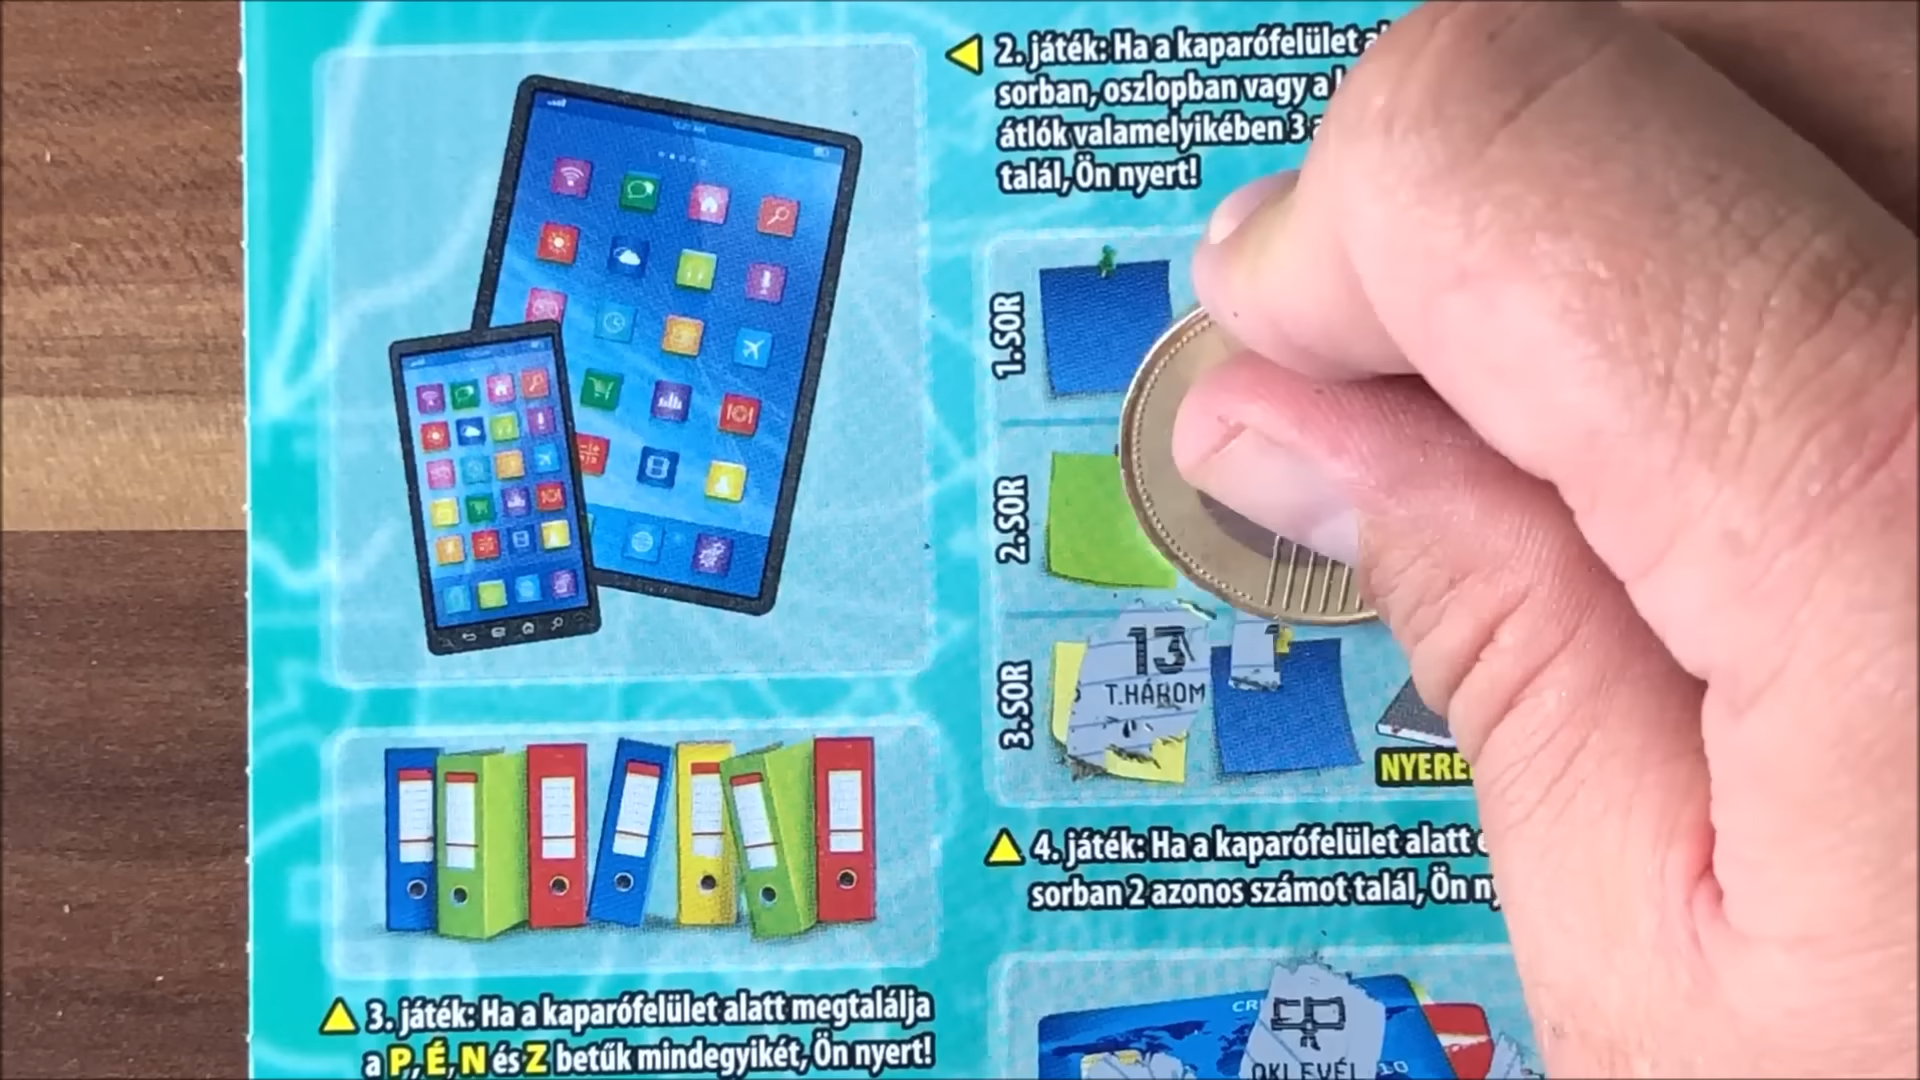 2. játék: Ha a kaparófelület
sorban, oszlopban vagy a
átlók valamelyikében 3
talál, Ön nyert!
1.SOR
2.SOR
3.SOR
13
T.HÁROM
1
4. játék: Ha a kaparófelület alatt
sorban 2 azonos számot talál, Ön
3. játék: Ha a kaparófelület alatt megtalálja
a P, É, N és Z betűk mindegyikét, Ön nyert!
CR
OKLEVÉL